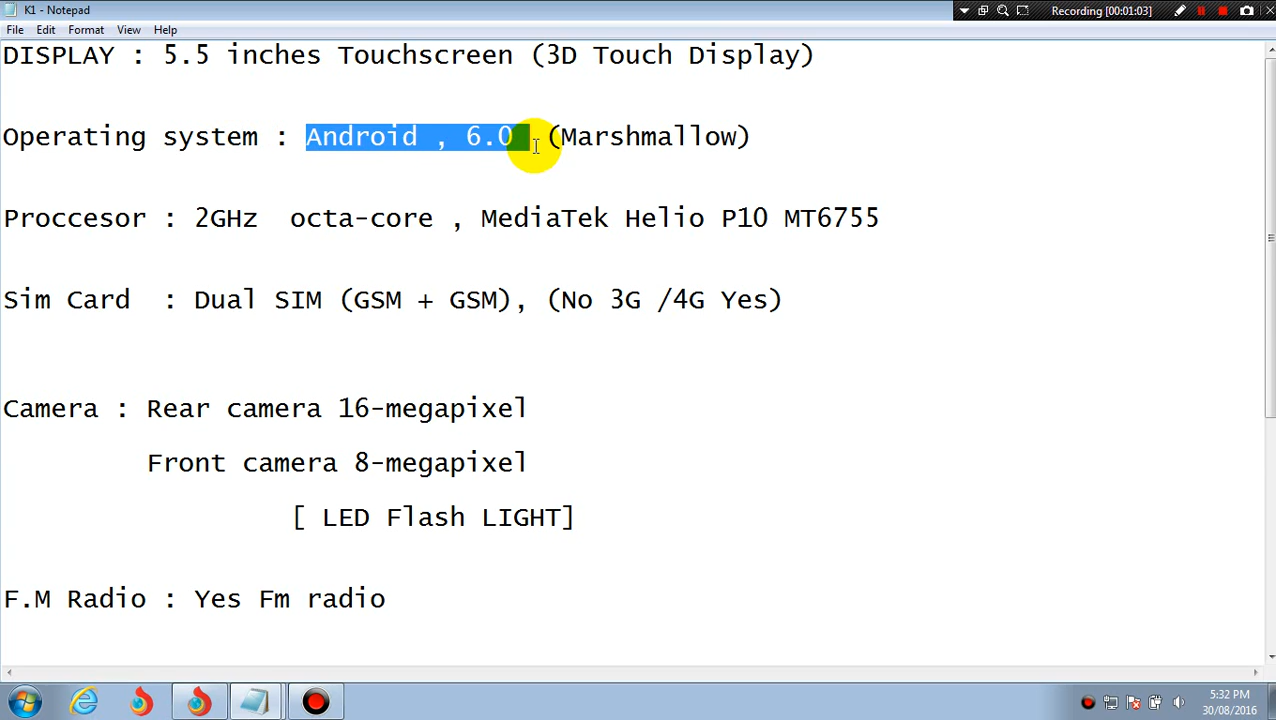 K1 - Notepad
Recording [00:01:03]
File Edit Format View Help
DISPLAY : 5.5 inches Touchscreen (3D Touch Display)
Operating system : Android , 6.0 (Marshmallow)
Proccesor : 2GHz octa-core , MediaTek Helio P10 MT6755
Sim Card : Dual SIM (GSM + GSM), (No 3G /4G Yes)
Camera : Rear camera 16-megapixel
Front camera 8-megapixel
[ LED Flash LIGHT]
F.M Radio : Yes Fm radio
5:32 PM
30/08/2016